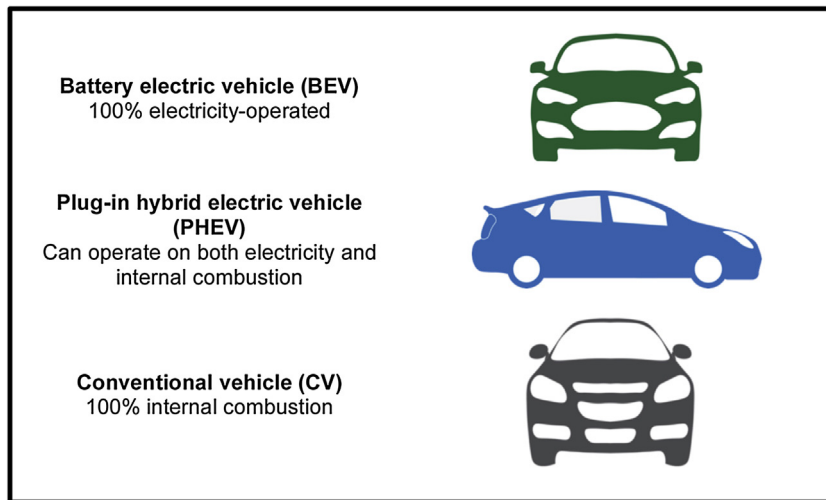 Battery electric vehicle (BEV)
100% electricity-operated
Plug-in hybrid electric vehicle
(PHEV)
Can operate on both electricity and
internal combustion
Conventional vehicle (CV)
100% internal combustion